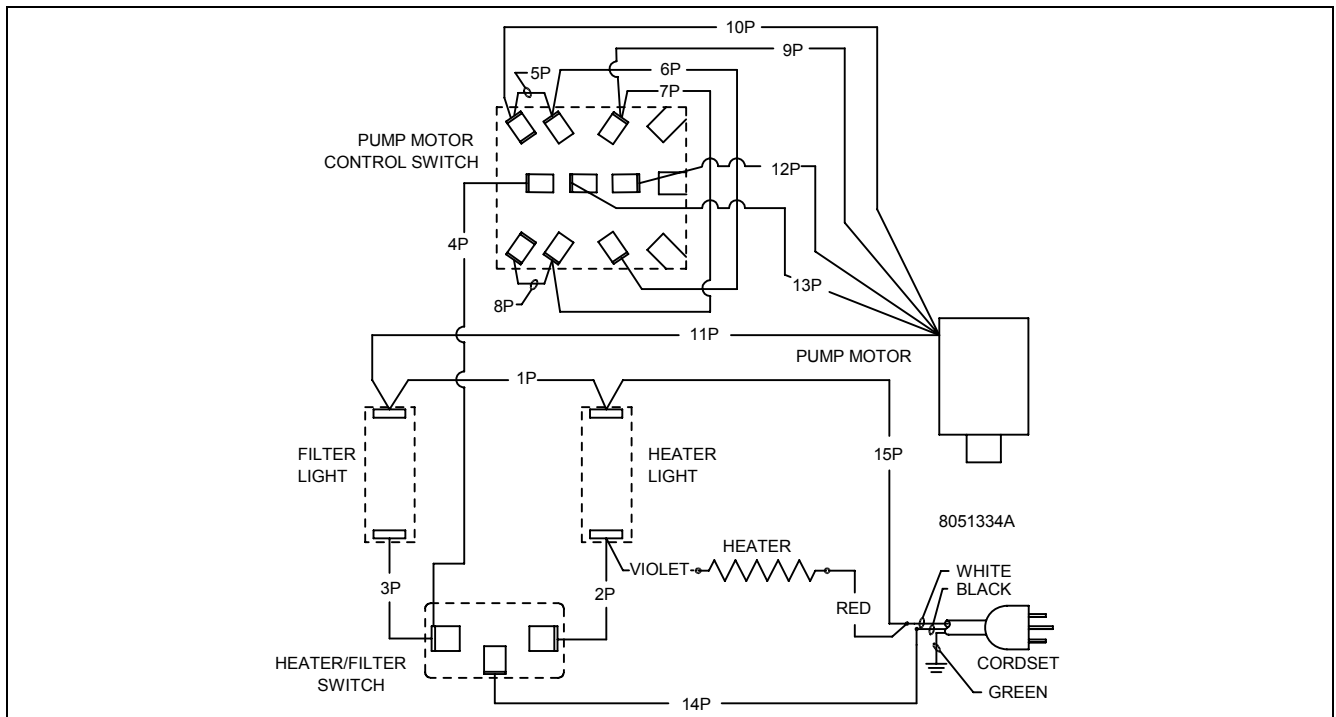 10P
9P
5P
6P
7P
PUMP MOTOR
CONTROL SWITCH
12P
4P
13P
8P
11P
PUMP MOTOR
1P
FILTER
LIGHT
HEATER
LIGHT
15P
8051334A
HEATER
VIOLET
WHITE
BLACK
3P
2P
RED
CORDSET
HEATER/FILTER
SWITCH
GREEN
14P